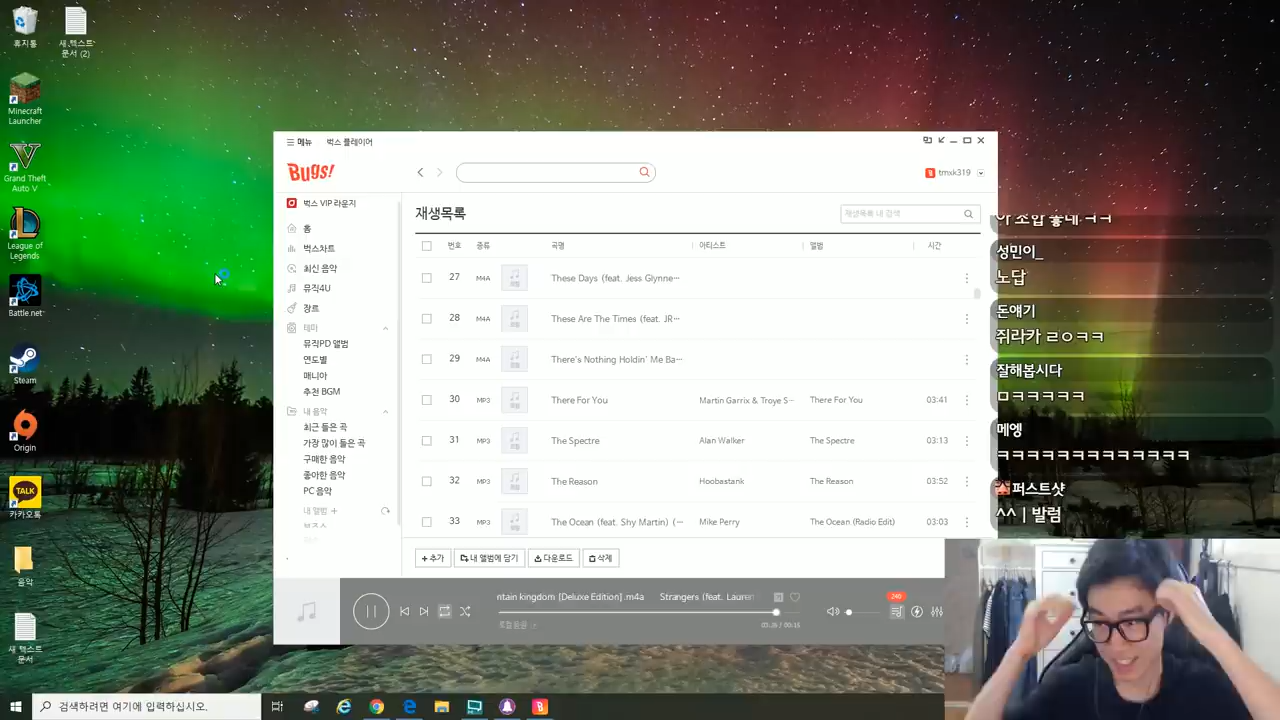 휴지통
새 텍스트 문서 (2)
Minecraft Launcher
Grand Theft Auto V
League of Legends
Battle.net
Steam
Origin
TALK
카카오톡
음악
새 텍스트 문서
메뉴
벅스 플레이어
Bugs!
tmxk319
벅스 VIP 라운지
홈
벅스차트
최신 음악
뮤직4U
장르
테마
뮤직PD 앨범
연도별
매니아
추천 BGM
내 음악
최근 들은 곡
가장 많이 들은 곡
구매한 음악
좋아한 음악
PC 음악
내 앨범 +
재생목록
재생목록 내 검색
번호 종류 곡명 아티스트 앨범 시간
27 M4A These Days (feat. Jess Glynne…
28 M4A These Are The Times (feat. JR…
29 M4A There's Nothing Holdin' Me Ba…
30 MP3 There For You Martin Garrix & Troye S… There For You 03:41
31 MP3 The Spectre Alan Walker The Spectre 03:13
32 MP3 The Reason Hoobastank The Reason 03:52
33 MP3 The Ocean (feat. Shy Martin) (… Mike Perry The Ocean (Radio Edit) 03:03
+ 추가
내 앨범에 담기
다운로드
삭제
ntain kingdom [Deluxe Edition].m4a Strangers (feat. Lauren
240
성민이_
노답
돈얘기
쥐라카 ㄹㅇㅋㅋ
잘해봅시다
ㅁㅋㅋㅋㅋㅋ
메엥
ㅋㅋㅋㅋㅋㅋㅋㅋㅋㅋㅋㅋㅋ
퍼스트샷
^^ | 발럼
검색하려면 여기에 입력하십시오.